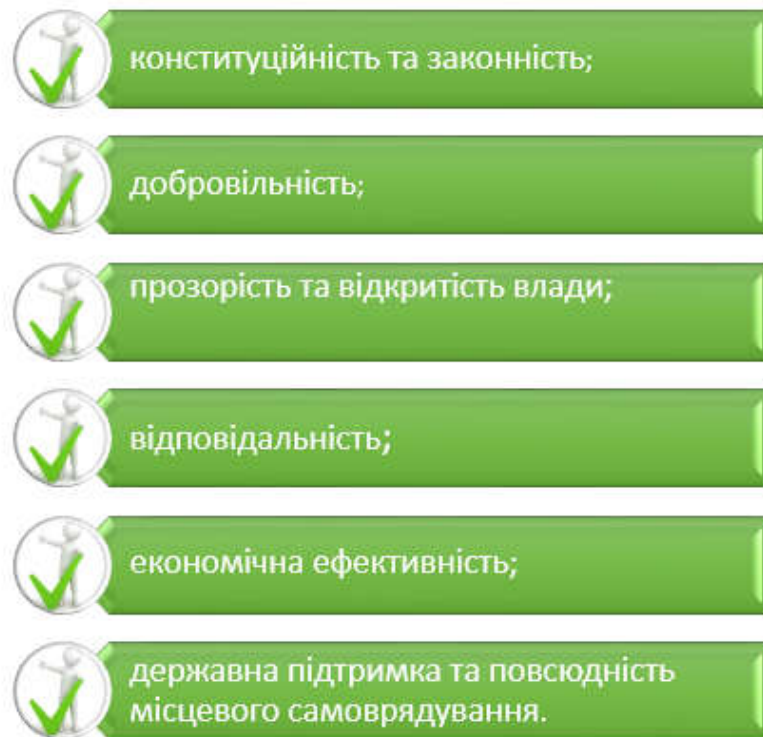 конституційність та законність;
добровільність;
прозорість та відкритість влади;
відповідальність;
економічна ефективність;
державна підтримка та повсюдність
місцевого самоврядування.